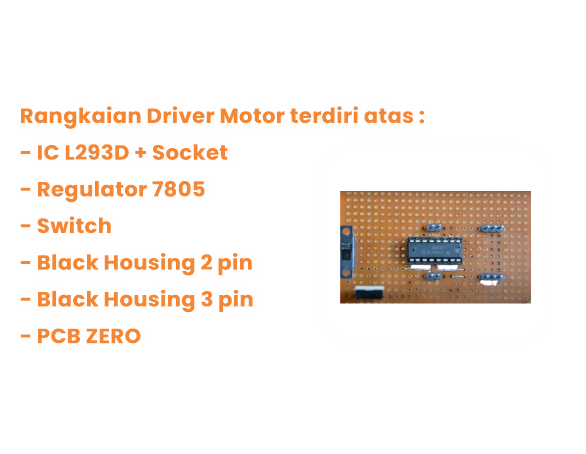 Rangkaian Driver Motor terdiri atas :
- IC L293D + Socket
- Regulator 7805
- Switch
- Black Housing 2 pin
- Black Housing 3 pin
- PCB ZERO